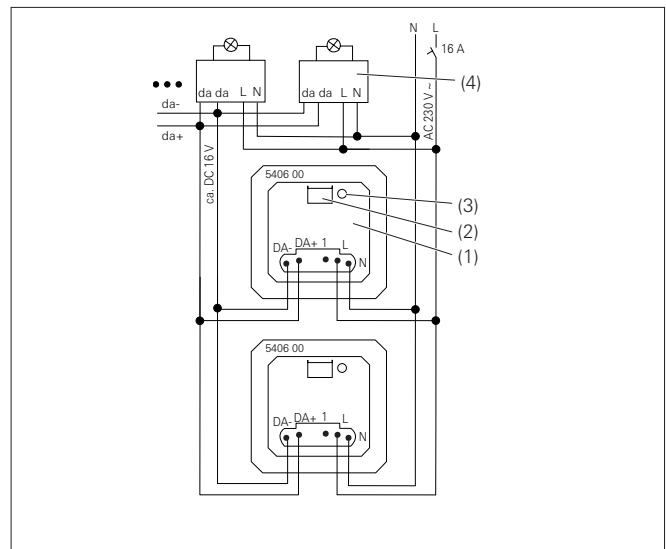 N L
16 A
(4)
da da L N
da da L N
•••
da-
da+
ca. DC 16 V
AC 230 V ~
5406 00
(3)
(2)
(1)
DA- DA+ 1 L N
5406 00
DA- DA+ 1 L N